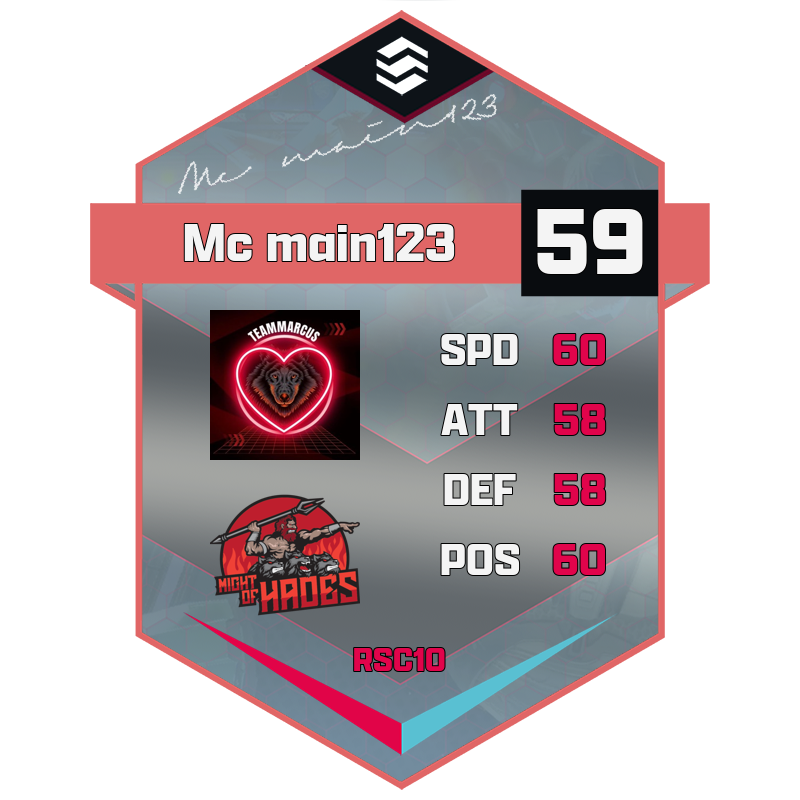 Mc main123
Mc main123
59
TEAMMARCUS
SPD 60
ATT 58
DEF 58
POS 60
MIGHT
OF HADES
RSC10